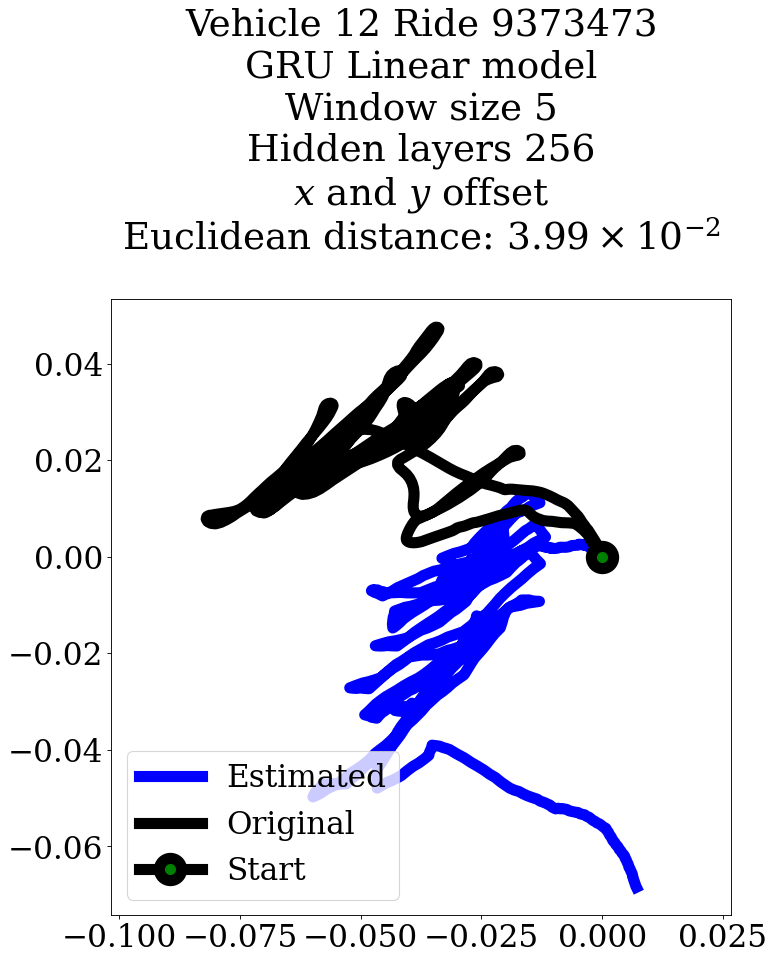 Vehicle 12 Ride 9373473
GRU Linear model
Window size 5
Hidden layers 256
x and y offset
Euclidean distance: 3.99 × 10⁻²
0.04
0.02
0.00
−0.02
−0.04
−0.06
Estimated
Original
Start
−0.100 −0.075 −0.050 −0.025 0.000 0.025